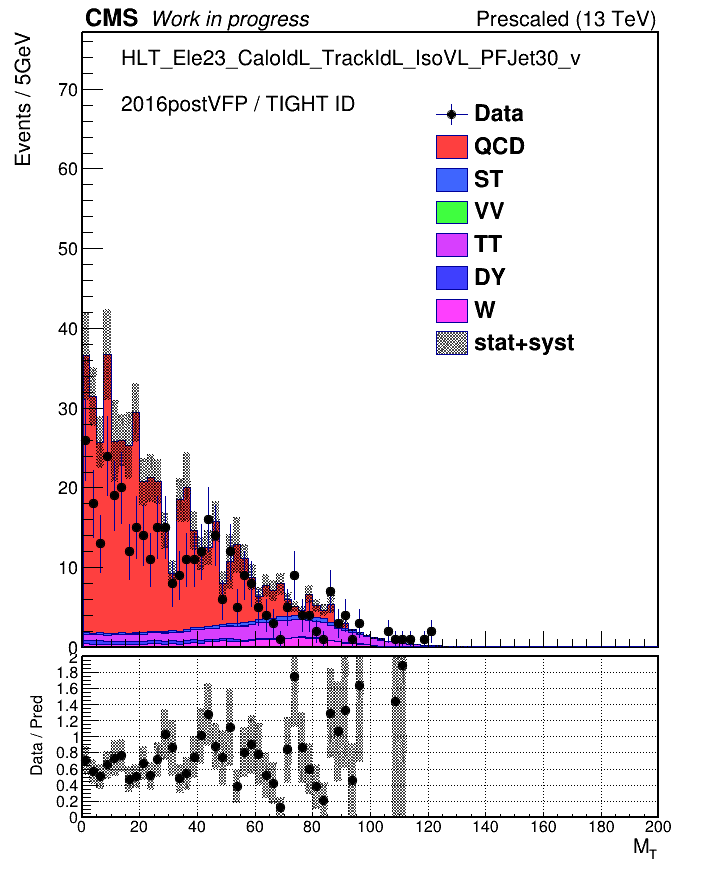 CMS Work in progress Prescaled (13 TeV)
Events / 5GeV
HLT_Ele23_CaloIdL_TrackIdL_IsoVL_PFJet30_v
2016postVFP / TIGHT ID
Data
QCD
ST
VV
TT
DY
W
stat+syst
70
60
50
40
30
20
10
0
Data / Pred
2
1.8
1.6
1.4
1.2
1
0.8
0.6
0.4
0.2
0
0 20 40 60 80 100 120 140 160 180 200
M_T